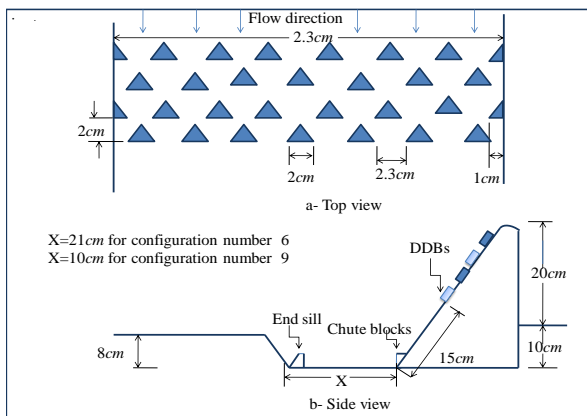 Flow direction
2.3cm
2cm
2cm
2.3cm
1cm
a- Top view
X=21cm for configuration number 6
X=10cm for configuration number 9
DDBs
20cm
End sill
Chute blocks
8cm
15cm
10cm
X
b- Side view